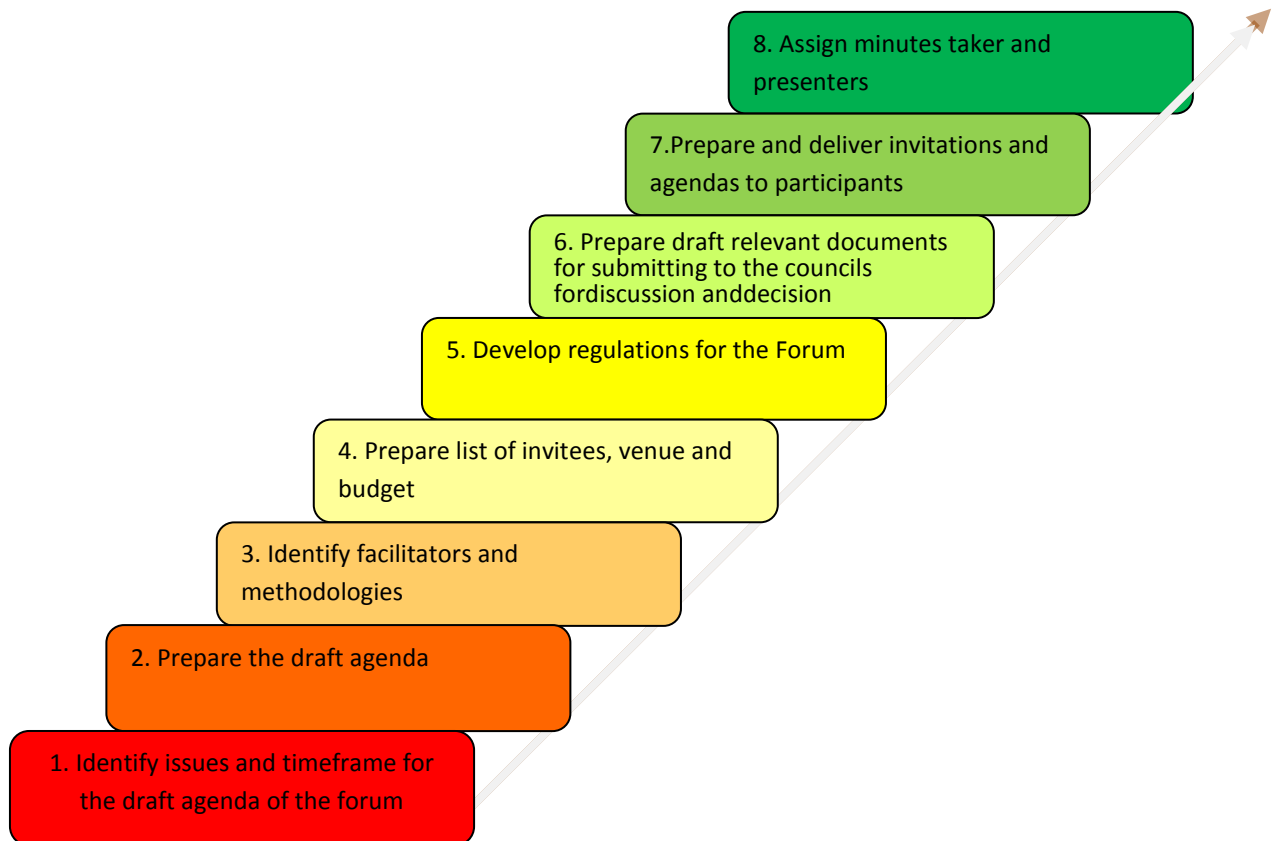 8. Assign minutes taker and
presenters
7.Prepare and deliver invitations and
agendas to participants
6. Prepare draft relevant documents
for submitting to the councils
fordiscussion anddecision
5. Develop regulations for the Forum
4. Prepare list of invitees, venue and
budget
3. Identify facilitators and
methodologies
2. Prepare the draft agenda
1. Identify issues and timeframe for
the draft agenda of the forum